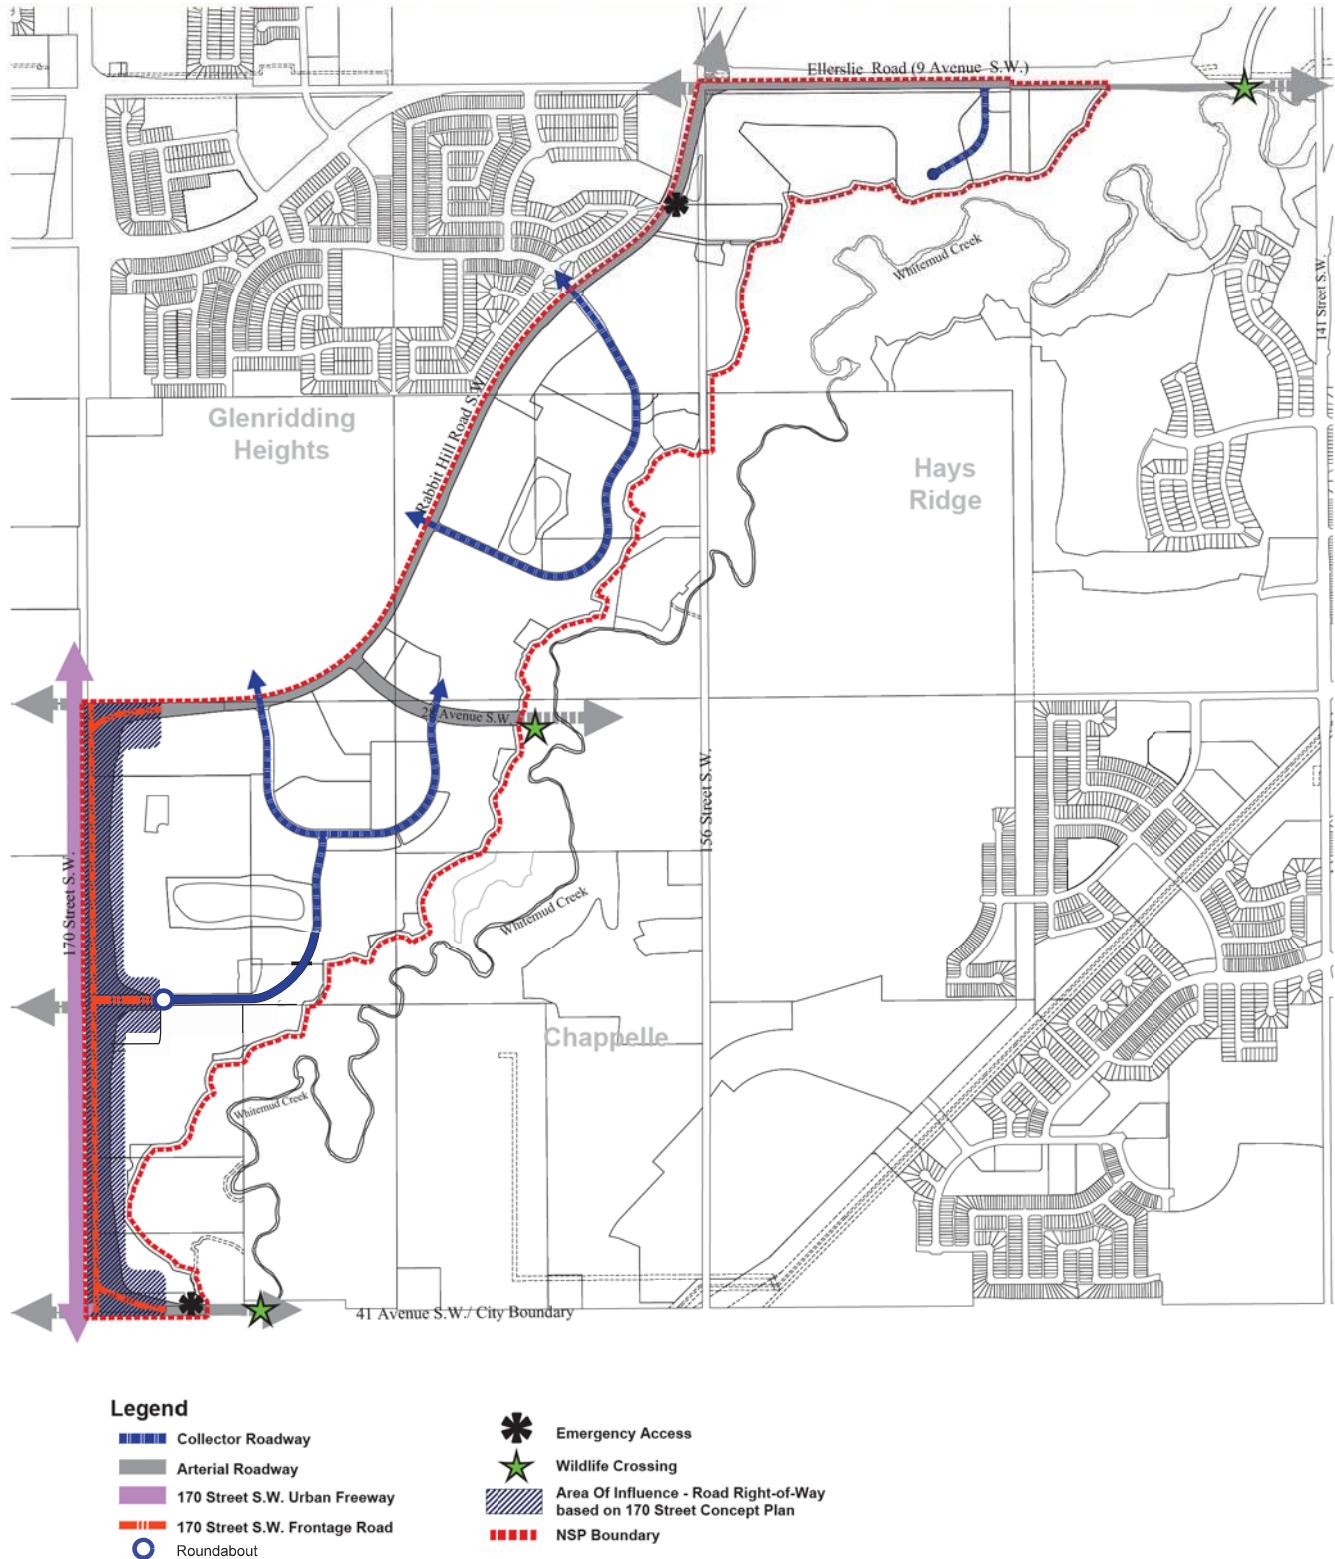 Ellerslie Road (9 Avenue S.W.)
Whitemud Creek
141 Street S.W.
Glenridding
Heights
Rabbit Hill Road S.W.
Hays
Ridge
Avenue S.W.
156 Street S.W.
170 Street S.W.
Whitemud Creek
Chappelle
Whitemud Creek
41 Avenue S.W./ City Boundary
Legend
Collector Roadway
Arterial Roadway
170 Street S.W. Urban Freeway
170 Street S.W. Frontage Road
Roundabout
Emergency Access
Wildlife Crossing
Area Of Influence - Road Right-of-Way
based on 170 Street Concept Plan
NSP Boundary